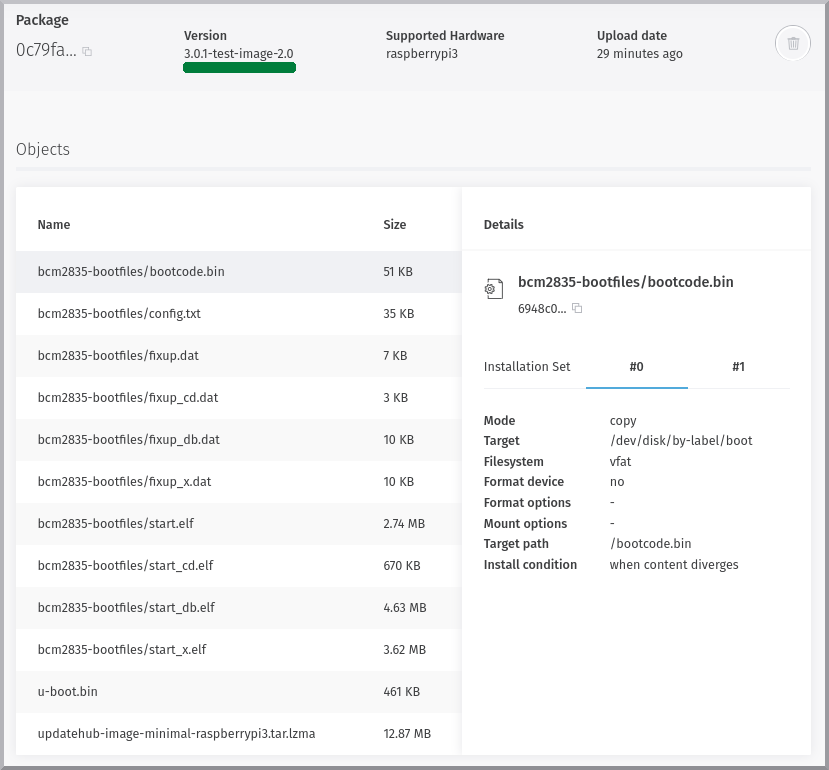 Package
0c79fa...
Version
3.0.1-test-image-2.0
Supported Hardware
raspberrypi3
Upload date
29 minutes ago
Objects
Name Size
bcm2835-bootfiles/bootcode.bin 51 KB
bcm2835-bootfiles/config.txt 35 KB
bcm2835-bootfiles/fixup.dat 7 KB
bcm2835-bootfiles/fixup_cd.dat 3 KB
bcm2835-bootfiles/fixup_db.dat 10 KB
bcm2835-bootfiles/fixup_x.dat 10 KB
bcm2835-bootfiles/start.elf 2.74 MB
bcm2835-bootfiles/start_cd.elf 670 KB
bcm2835-bootfiles/start_db.elf 4.63 MB
bcm2835-bootfiles/start_x.elf 3.62 MB
u-boot.bin 461 KB
updatehub-image-minimal-raspberrypi3.tar.lzma 12.87 MB
Details
bcm2835-bootfiles/bootcode.bin
6948c0...
Installation Set #0 #1
Mode copy
Target /dev/disk/by-label/boot
Filesystem vfat
Format device no
Format options -
Mount options -
Target path /bootcode.bin
Install condition when content diverges